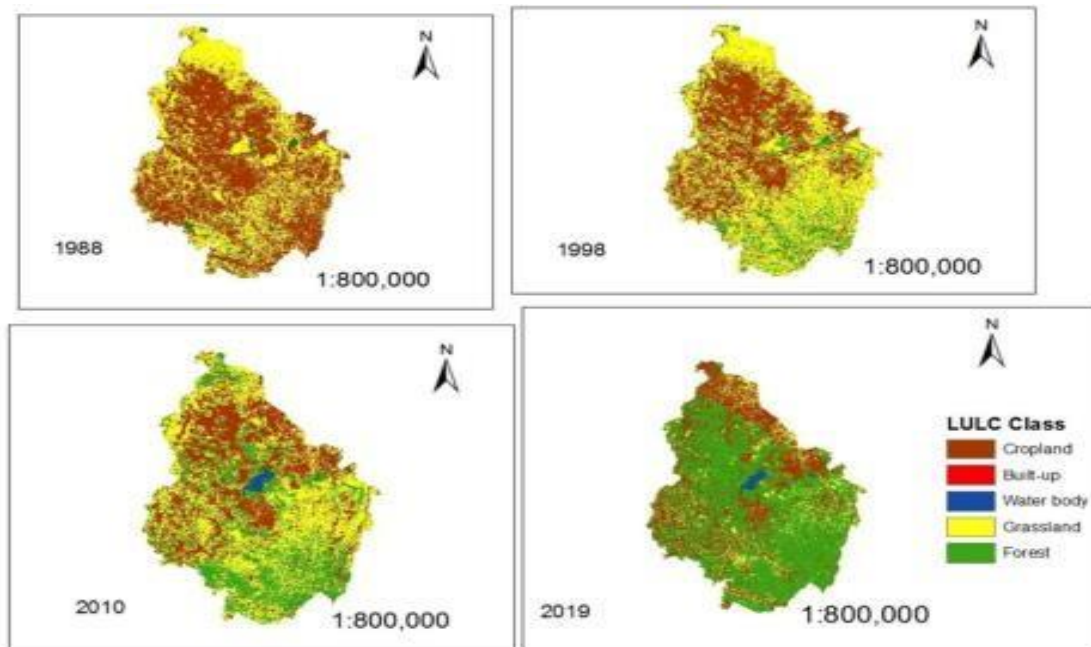 N
1988
1:800,000
N
1998
1:800,000
N
2010
1:800,000
N
LULC Class
Cropland
Built-up
Water body
Grassland
Forest
2019
1:800,000